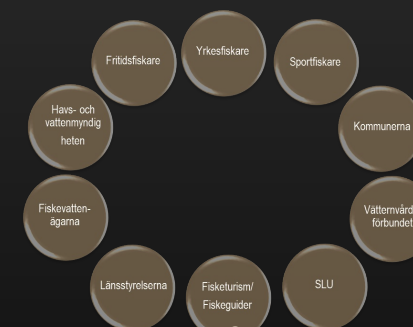 Yrkesfiskare
Fritidsfiskare
Sportfiskare
Havs- och
vattenmyndig
heten
Kommunerna
Fiskevatten-
ägarna
Vätternvård
förbundet
Länsstyrelserna
Fisketurism/
Fiskeguider
SLU